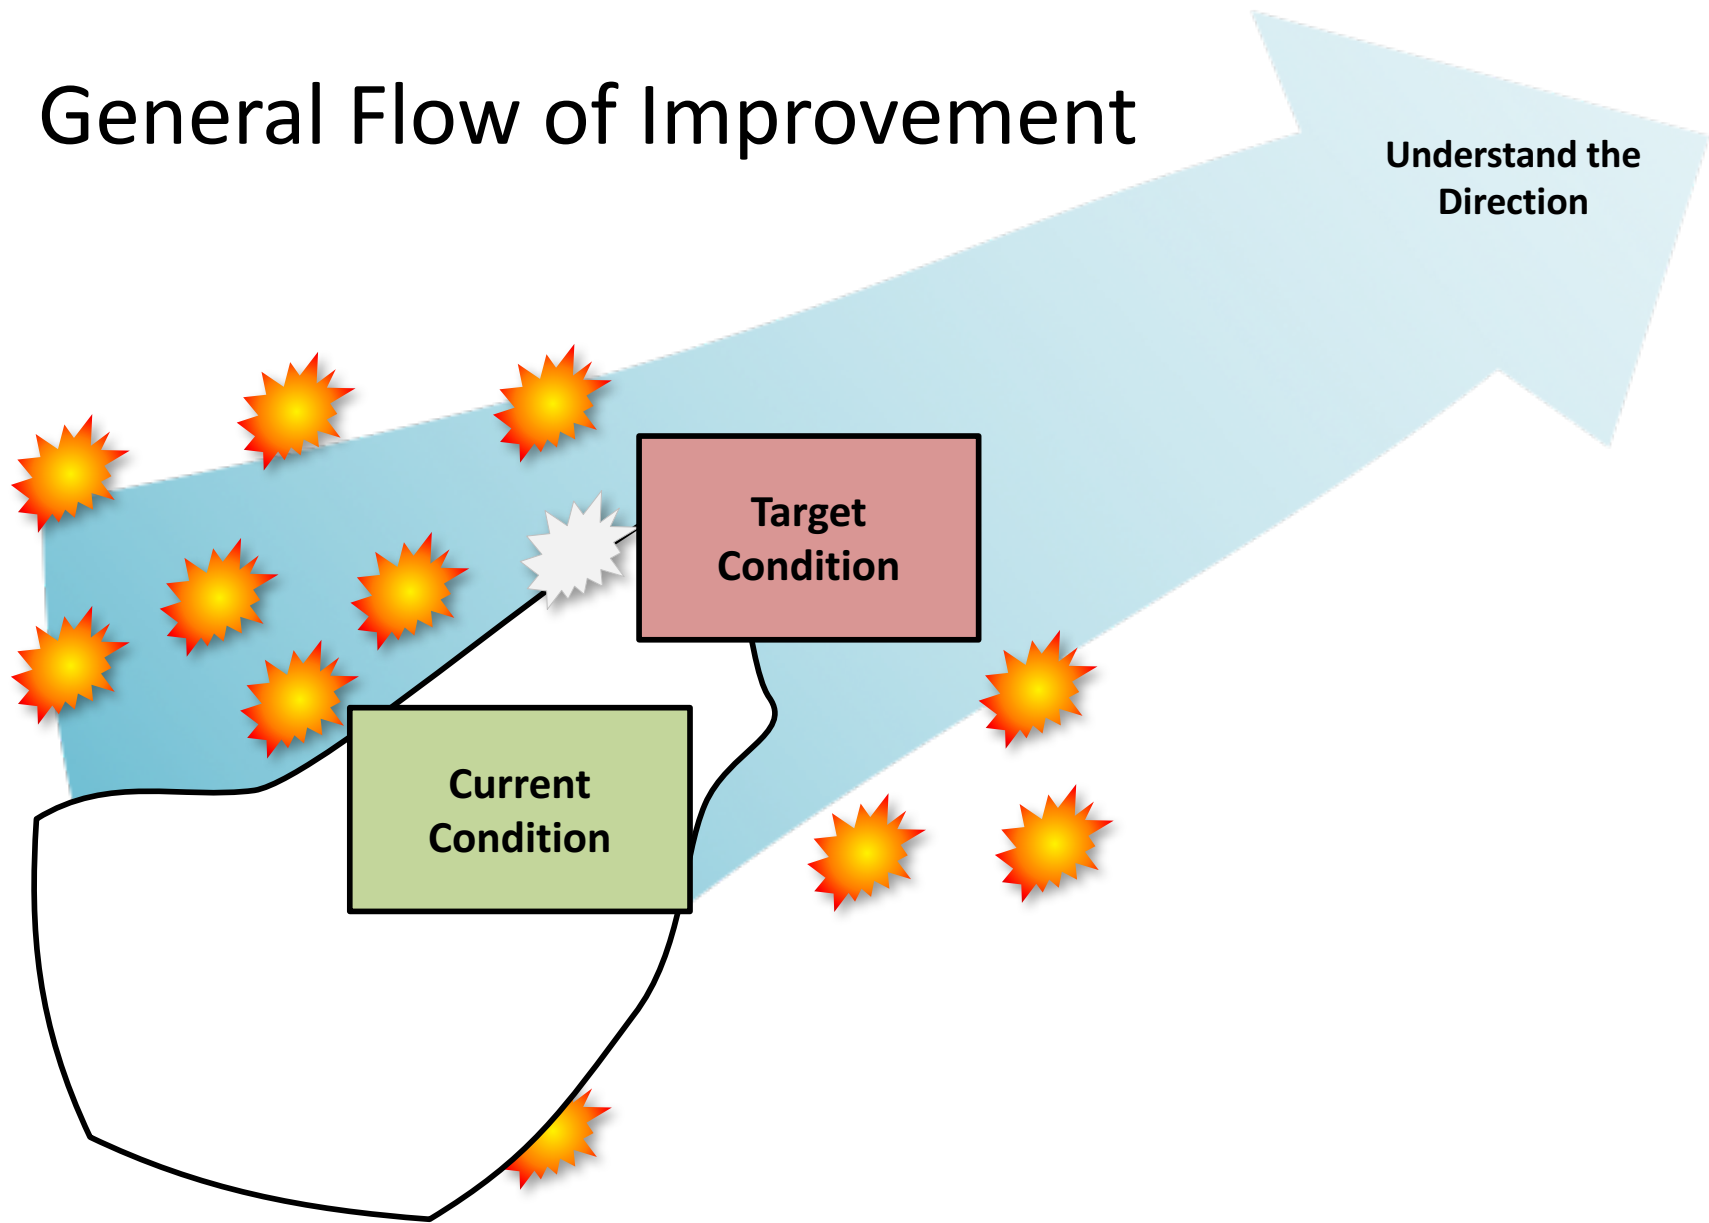 General Flow of Improvement
Understand the
Direction
Target
Condition
Current
Condition